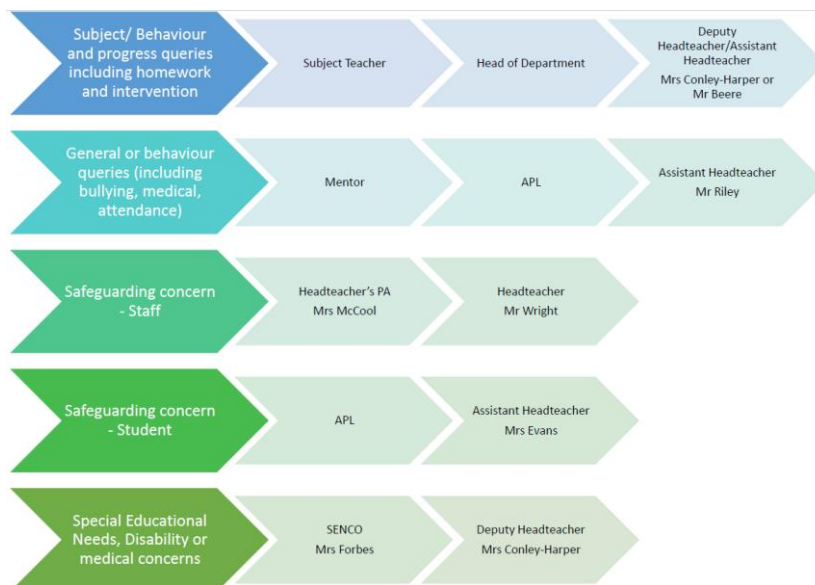 Subject/ Behaviour
and progress queries
including homework
and intervention
Subject Teacher
Head of Department
Deputy
Headteacher/Assistant
Headteacher
Mrs Conley-Harper or
Mr Beere
General or behaviour
queries (including
bullying, medical,
attendance)
Mentor
APL
Assistant Headteacher
Mr Riley
Safeguarding concern
- Staff
Headteacher's PA
Mrs McCool
Headteacher
Mr Wright
Safeguarding concern
- Student
APL
Assistant Headteacher
Mrs Evans
Special Educational
Needs, Disability or
medical concerns
SENCO
Mrs Forbes
Deputy Headteacher
Mrs Conley-Harper